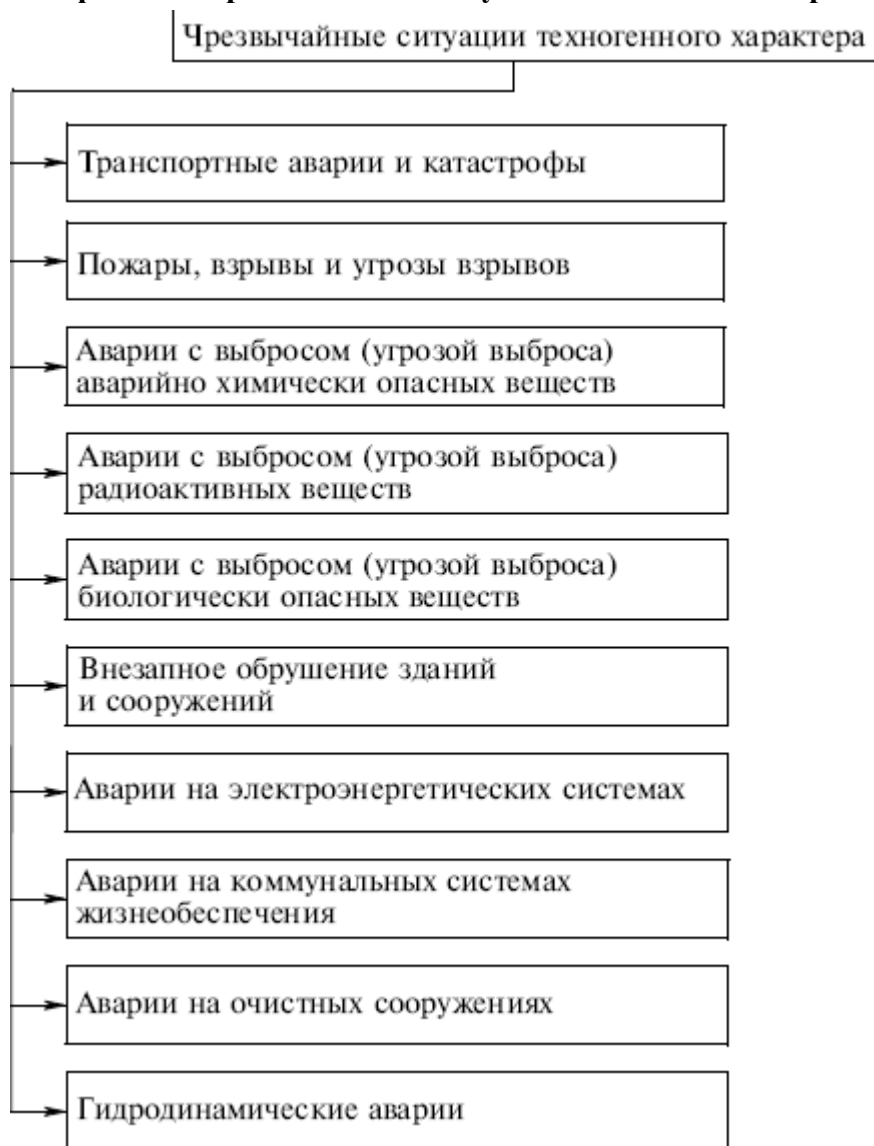 Чрезвычайные ситуации техногенного характера
Транспортные аварии и катастрофы
Пожары, взрывы и угрозы взрывов
Аварии с выбросом (угрозой выброса)
аварийно химически опасных веществ
Аварии с выбросом (угрозой выброса)
радиоактивных веществ
Аварии с выбросом (угрозой выброса)
биологически опасных веществ
Внезапное обрушение зданий
и сооружений
Аварии на электроэнергетических системах
Аварии на коммунальных системах
жизнеобеспечения
Аварии на очистных сооружениях
Гидродинамические аварии